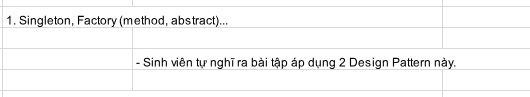 1. Singleton, Factory (method, abstract)...
- Sinh viên tự nghĩ ra bài tập áp dụng 2 Design Pattern này.